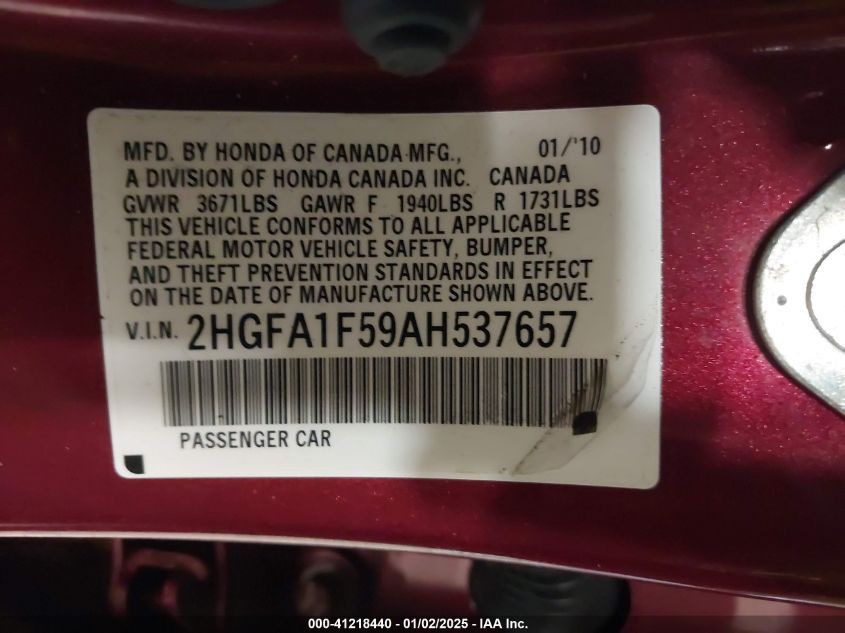 MFD. BY HONDA OF CANADA MFG., 01/'10
A DIVISION OF HONDA CANADA INC. CANADA
GVWR 3671LBS GAWR F 1940LBS R 1731LBS
THIS VEHICLE CONFORMS TO ALL APPLICABLE
FEDERAL MOTOR VEHICLE SAFETY, BUMPER,
AND THEFT PREVENTION STANDARDS IN EFFECT
ON THE DATE OF MANUFACTURE SHOWN ABOVE.
V.I.N. 2HGFA1F59AH537657
PASSENGER CAR
000-41218440 - 01/02/2025 - IAA Inc.